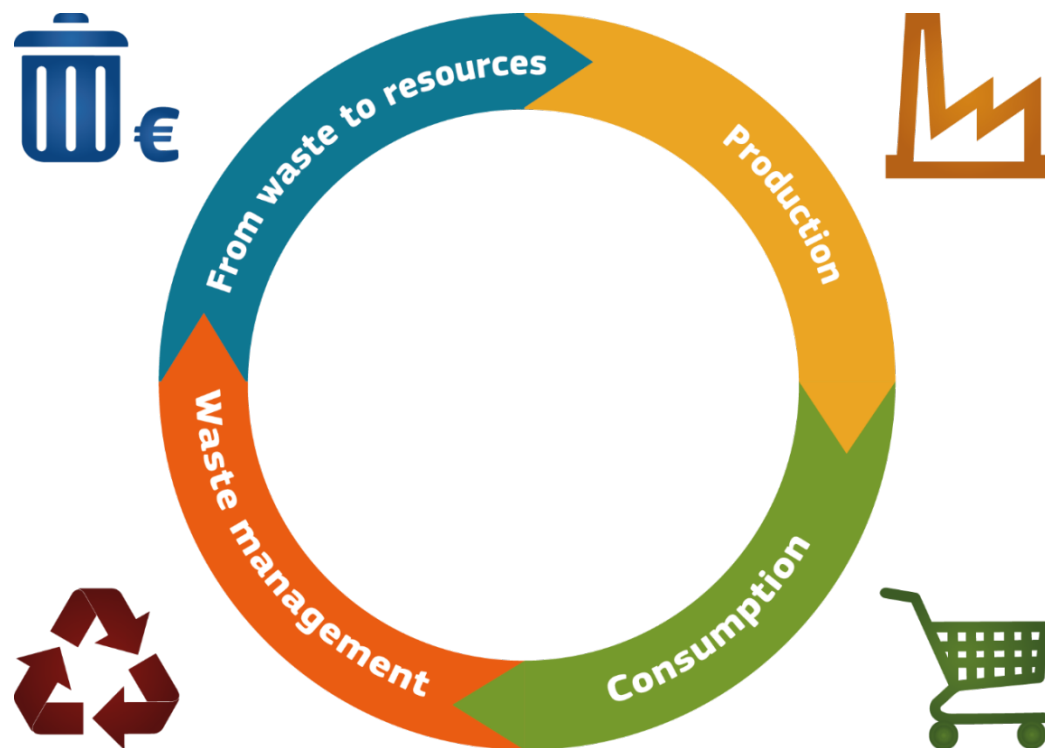 From waste to resources
Production
Consumption
Waste management
€